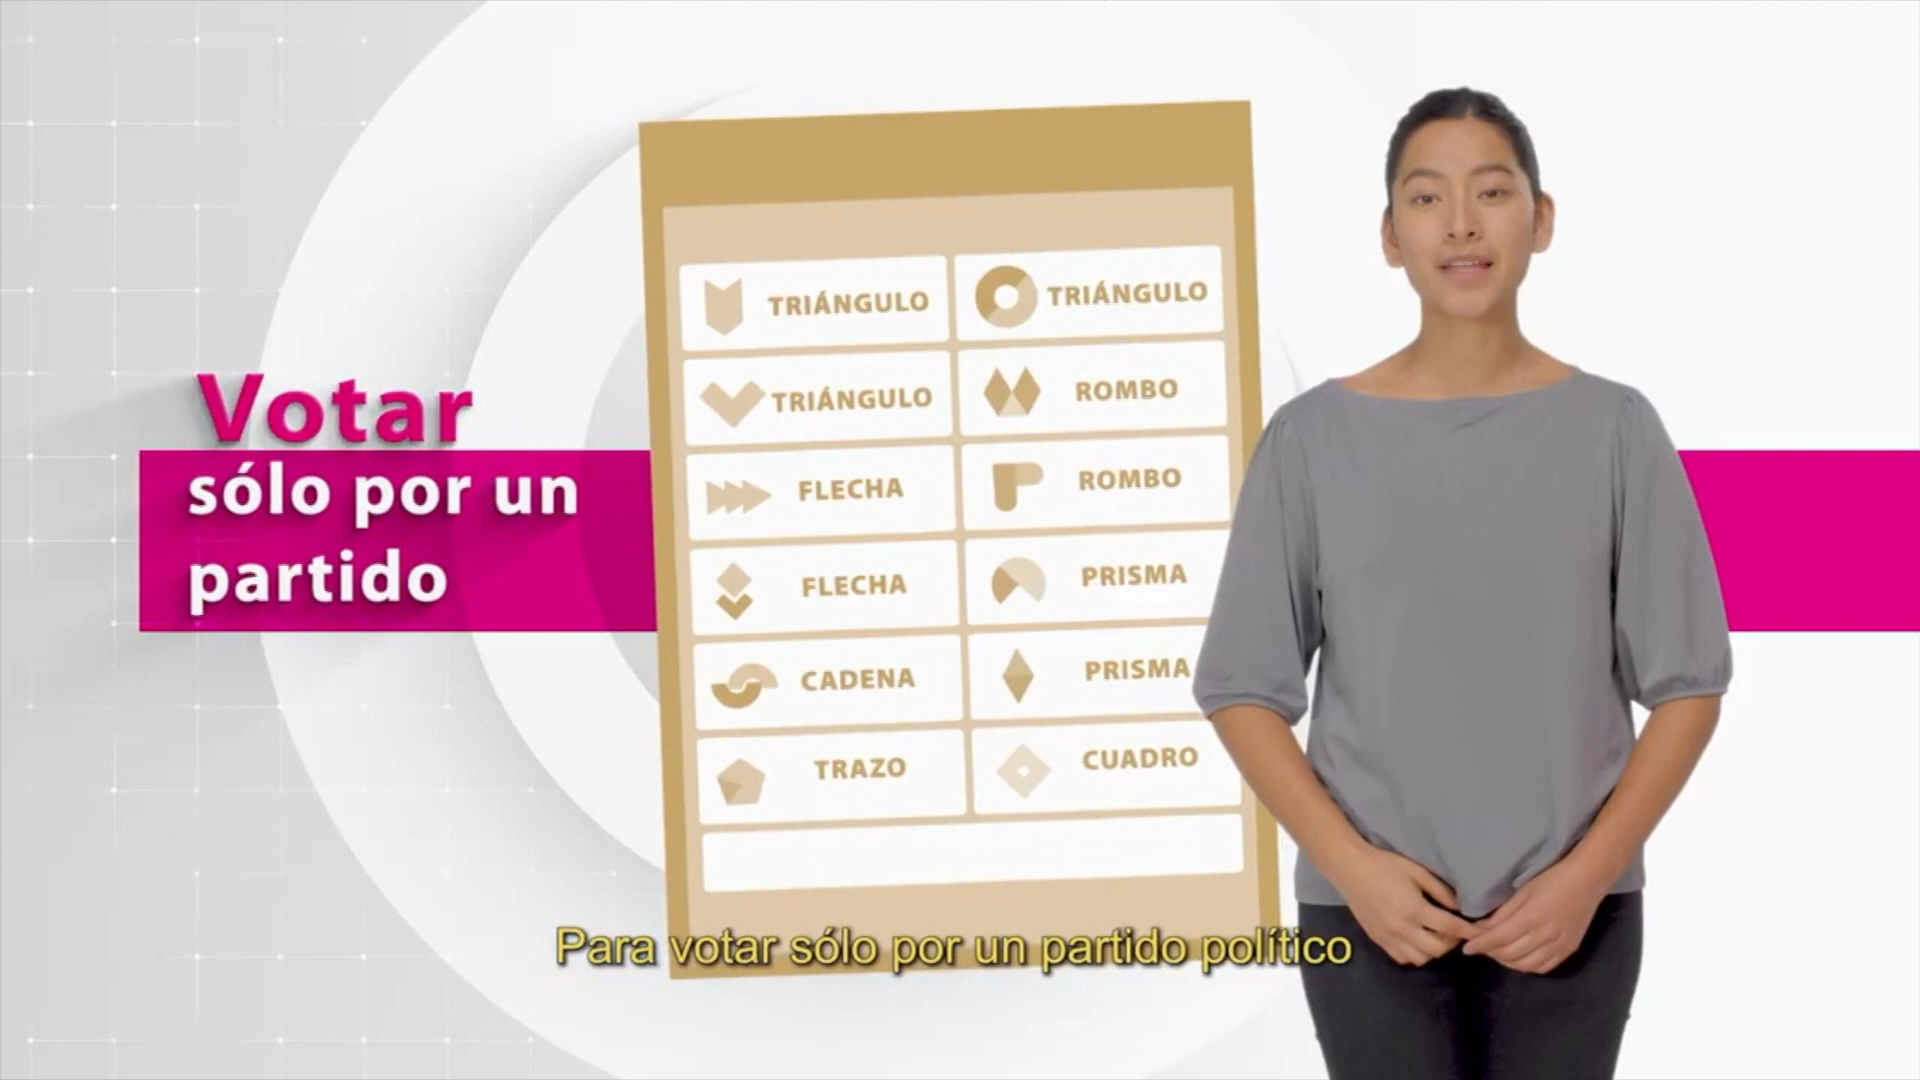 Votar
sólo por un
partido
TRIÁNGULO
TRIÁNGULO
TRIÁNGULO
ROMBO
FLECHA
ROMBO
FLECHA
PRISMA
CADENA
PRISMA
TRAZO
CUADRO
Para votar sólo por un partido político